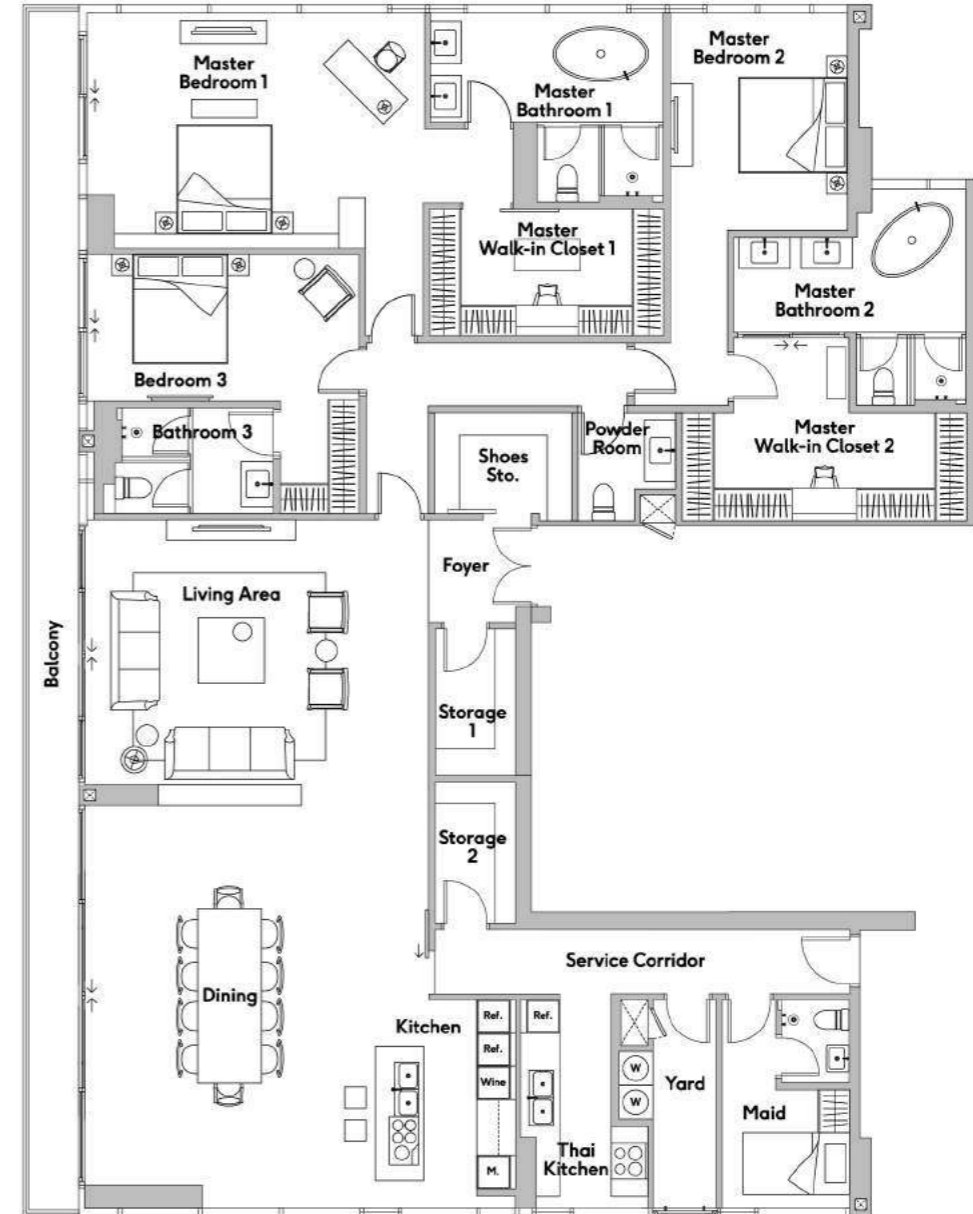 Master
Bedroom 1
Master
Bathroom 1
Master
Bedroom 2
Master
Walk-in Closet 1
Master
Bathroom 2
Bedroom 3
Bathroom 3
Shoes
Sto.
Powder
Room
Master
Walk-in Closet 2
Foyer
Living Area
Balcony
Storage
1
Storage
2
Service Corridor
Dining
Kitchen
Ref.
Ref.
Ref.
Wine
M.
W
W
Yard
Maid
Thai
Kitchen